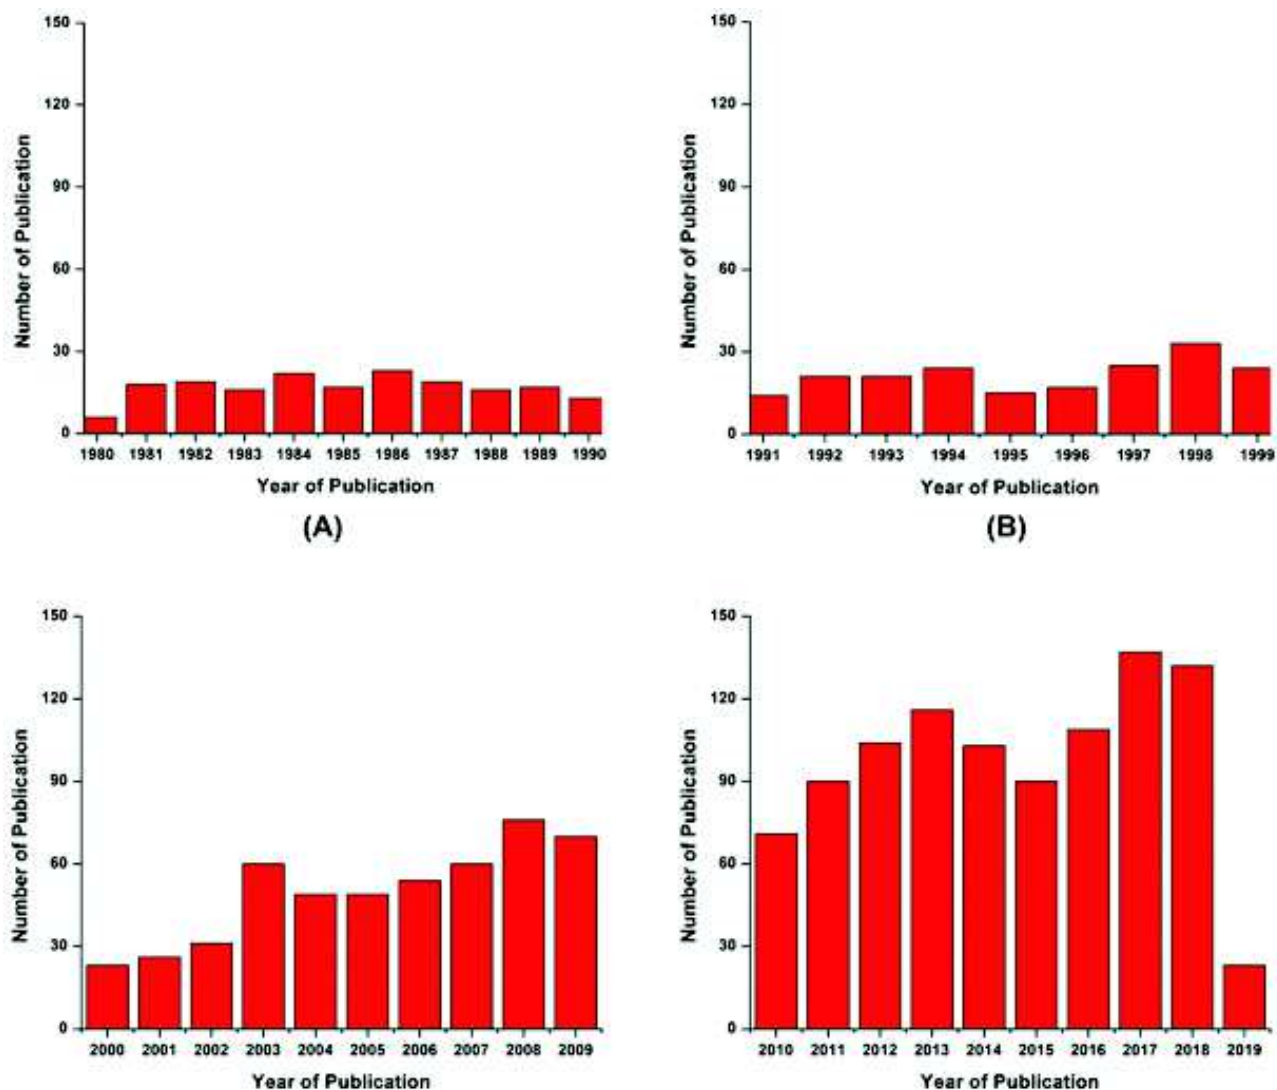 150
120
90
60
30
0
Number of Publication
1980 1981 1982 1983 1984 1985 1986 1987 1988 1989 1990
Year of Publication
(A)
150
120
90
60
30
0
Number of Publication
1991 1992 1993 1994 1995 1996 1997 1998 1999
Year of Publication
(B)
150
120
90
60
30
0
Number of Publication
2000 2001 2002 2003 2004 2005 2006 2007 2008 2009
Year of Publication
150
120
90
60
30
0
Number of Publication
2010 2011 2012 2013 2014 2015 2016 2017 2018 2019
Year of Publication